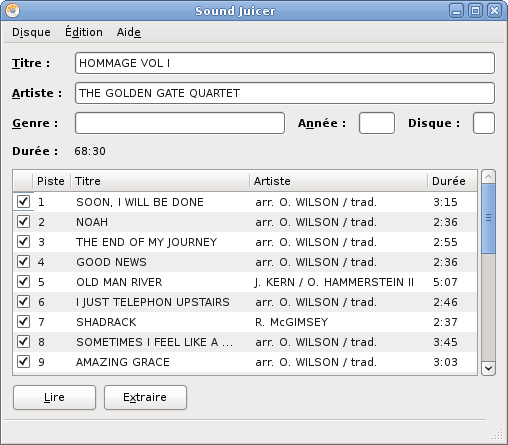 Sound Juicer
Disque Édition Aide
Titre : HOMMAGE VOL I
Artiste : THE GOLDEN GATE QUARTET
Genre : Année : Disque :
Durée : 68:30
Piste Titre Artiste Durée
1 SOON, I WILL BE DONE arr. O. WILSON / trad. 3:15
2 NOAH arr. O. WILSON / trad. 2:36
3 THE END OF MY JOURNEY arr. O. WILSON / trad. 2:55
4 GOOD NEWS arr. O. WILSON / trad. 2:36
5 OLD MAN RIVER J. KERN / O. HAMMERSTEIN II 5:07
6 I JUST TELEPHON UPSTAIRS arr. O. WILSON / trad. 2:46
7 SHADRACK R. McGIMSEY 2:37
8 SOMETIMES I FEEL LIKE A ... arr. O. WILSON / trad. 3:45
9 AMAZING GRACE arr. O. WILSON / trad. 3:03
Lire Extraire